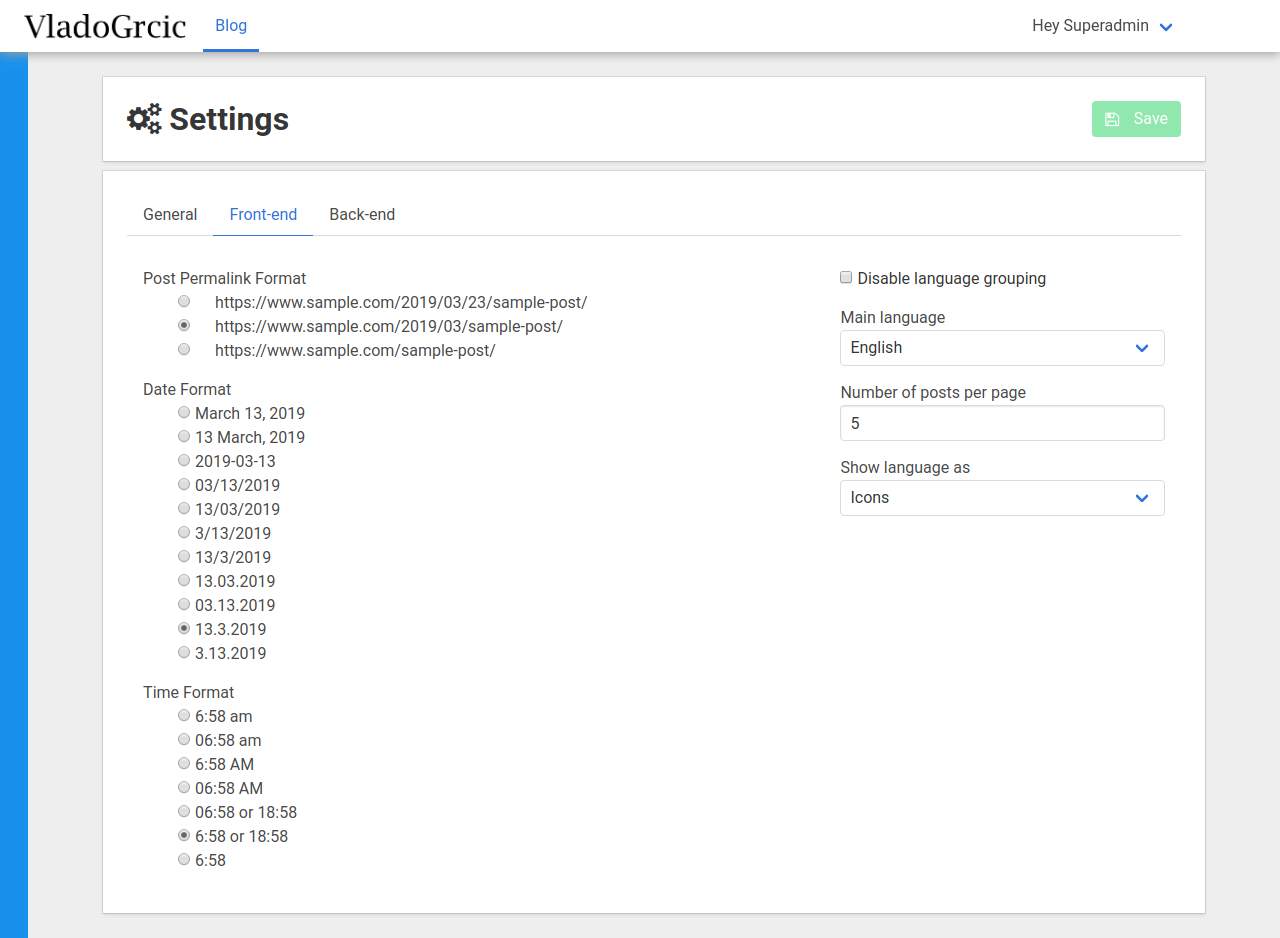 VladoGrcic
Blog
Hey Superadmin
Settings
Save
General
Front-end
Back-end
Post Permalink Format
https://www.sample.com/2019/03/23/sample-post/
https://www.sample.com/2019/03/sample-post/
https://www.sample.com/sample-post/
Date Format
March 13, 2019
13 March, 2019
2019-03-13
03/13/2019
13/03/2019
3/13/2019
13/3/2019
13.03.2019
03.13.2019
13.3.2019
3.13.2019
Time Format
6:58 am
06:58 am
6:58 AM
06:58 AM
06:58 or 18:58
6:58 or 18:58
6:58
Disable language grouping
Main language
English
Number of posts per page
5
Show language as
Icons